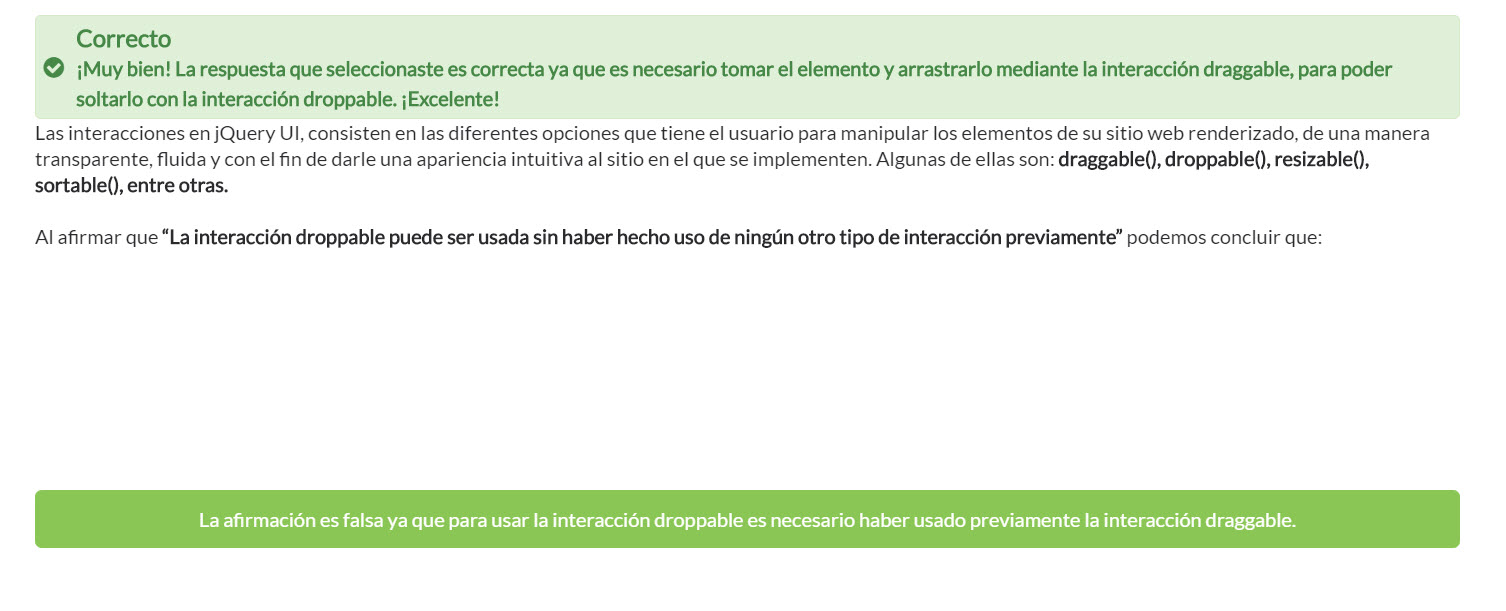 Correcto
¡Muy bien! La respuesta que seleccionaste es correcta ya que es necesario tomar el elemento y arrastrarlo mediante la interacción draggable, para poder
soltarlo con la interacción droppable. ¡Excelente!
Las interacciones en jQuery UI, consisten en las diferentes opciones que tiene el usuario para manipular los elementos de su sitio web renderizado, de una manera
transparente, fluida y con el fin de darle una apariencia intuitiva al sitio en el que se implementen. Algunas de ellas son: draggable(), droppable(), resizable(),
sortable(), entre otras.
Al afirmar que “La interacción droppable puede ser usada sin haber hecho uso de ningún otro tipo de interacción previamente” podemos concluir que:
La afirmación es falsa ya que para usar la interacción droppable es necesario haber usado previamente la interacción draggable.